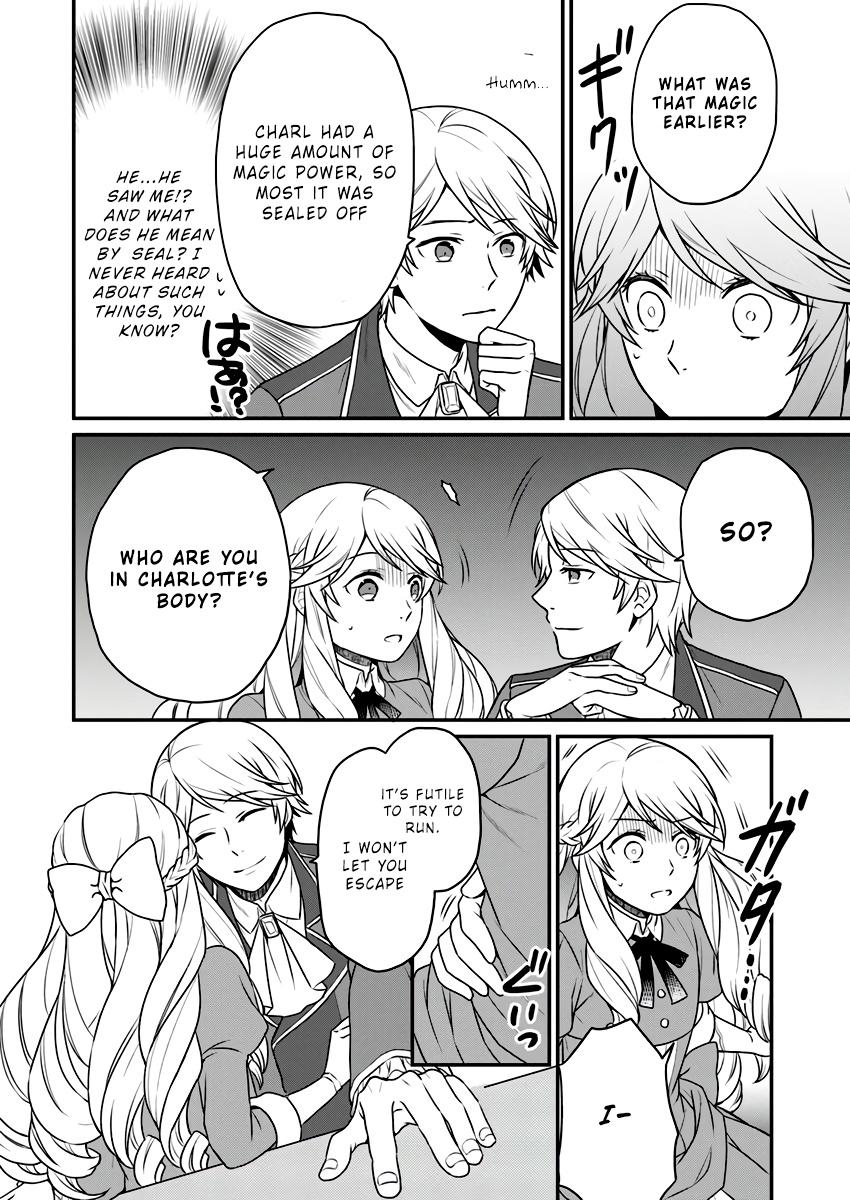 WHAT WAS
THAT MAGIC
EARLIER?
ギクッ
Humm...
CHARL HAD A
HUGE AMOUNT OF
MAGIC POWER, SO
MOST IT WAS
SEALED OFF
HE...HE
SAW ME!?
AND WHAT
DOES HE MEAN
BY SEAL? I
NEVER HEARD
ABOUT SUCH
THINGS, YOU
KNOW?
はあ!?
SO?
WHO ARE YOU
IN CHARLOTTE'S
BODY?
ガタ...
I-
IT'S FUTILE
TO TRY TO
RUN.
I WON'T
LET YOU
ESCAPE
ぐいっ